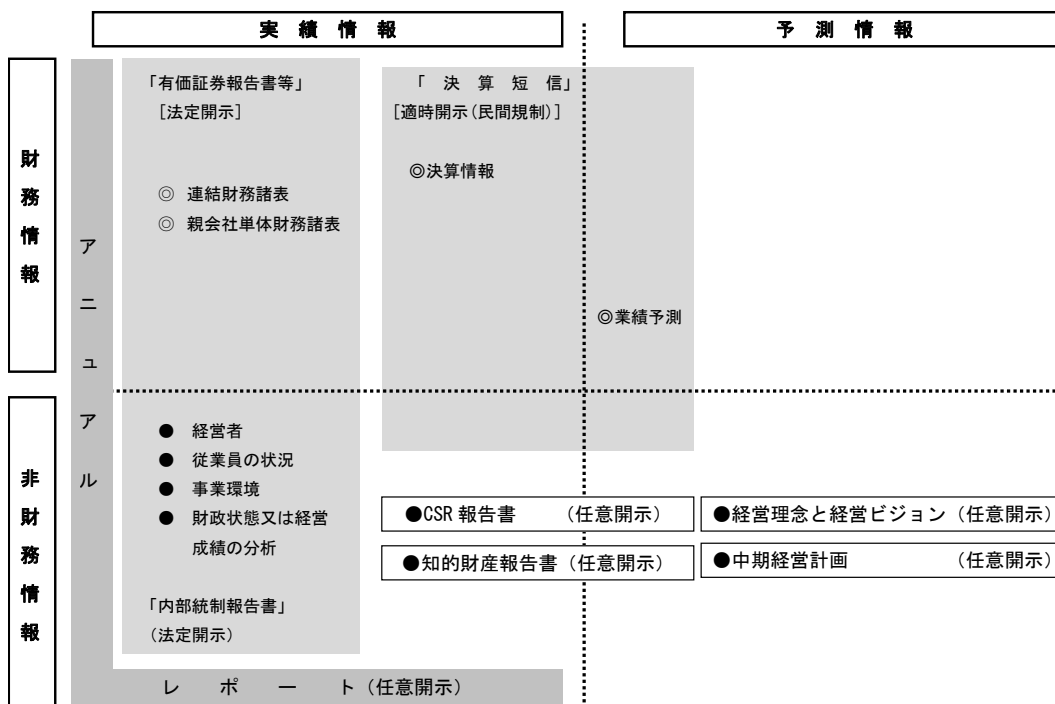 実 績 情 報
予 測 情 報
財務情報
非財務情報
アニュアル
レ ポ ー ト (任意開示)
「有価証券報告書等」
[法定開示]
◎ 連結財務諸表
◎ 親会社単体財務諸表
「 決 算 短 信」
[適時開示(民間規制)]
◎決算情報
◎業績予測
● 経営者
● 従業員の状況
● 事業環境
● 財政状態又は経営
成績の分析
「内部統制報告書」
(法定開示)
●CSR 報告書 (任意開示)
●知的財産報告書 (任意開示)
●経営理念と経営ビジョン (任意開示)
●中期経営計画 (任意開示)